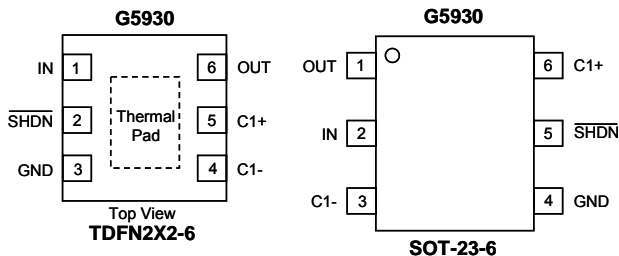 G5930
IN 1 6 OUT
SHDN 2 Thermal Pad 5 C1+
GND 3 4 C1-
Top View
TDFN2X2-6
G5930
OUT 1 6 C1+
IN 2 5 SHDN
C1- 3 4 GND
SOT-23-6